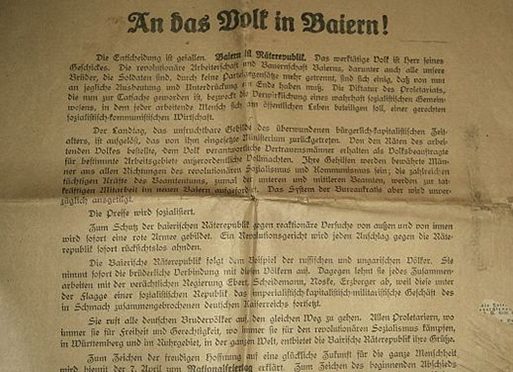 An das Volk in Baiern!
Die Entscheidung ist gefallen. Baiern ist Räterepublik. Das werktätige Volk ist Herr seines
Geschickes. Die revolutionäre Arbeiterschaft und Bauernschaft Baierns, darunter auch alle unsere
Brüder, die Soldaten sind, durch keine Parteigegensätze mehr getrennt, sind sich einig, daß von nun
an jegliche Ausbeutung und Unterdrückung ein Ende haben muß. Die Diktatur des Proletariats,
die nun zur Tatsache geworden ist, bezweckt die Verwirklichung eines wahrhaft sozialistischen Gemein-
wesens, in dem jeder arbeitende Mensch sich am öffentlichen Leben beteiligen soll, einer gerechten
sozialistisch-kommunistischen Wirtschaft.
Der Landtag, das unfruchtbare Gebilde des überwundenen bürgerlich-kapitalistischen Zeit-
alters, ist aufgelöst, das von ihm eingesetzte Ministerium zurückgetreten. Von den Räten des arbei-
tenden Volkes bestellte, dem Volk verantwortliche Vertrauensmänner erhalten als Volksbeauftragte
für bestimmte Arbeitsgebiete außerordentliche Vollmachten. Ihre Gehilfen werden bewährte Män-
ner aus allen Richtungen des revolutionären Sozialismus und Kommunismus sein; die zahlreichen
tüchtigen Kräfte des Beamtentums, zumal die unteren und mittleren Beamten, werden zur tat-
kräftigen Mitarbeit im neuen Baiern aufgefordert. Das System der Bureaukratie aber wird unver-
züglich ausgetilgt.
Die Presse wird sozialisiert.
Zum Schutz der baierischen Räterepublik gegen reaktionäre Versuche von außen und von innen
wird sofort eine rote Armee gebildet. Ein Revolutionsgericht wird jeden Anschlag gegen die Räte-
republik sofort rücksichtslos ahnden.
Die Baierische Räterepublik folgt dem Beispiel der russischen und ungarischen Völker. Sie
nimmt sofort die brüderliche Verbindung mit diesen Völkern auf. Dagegen lehnt sie jedes Zusammen-
arbeiten mit der verächtlichen Regierung Ebert, Scheidemann, Noske, Erzberger ab, weil diese unter
der Flagge einer sozialistischen Republik das imperialistisch-kapitalistisch-militaristische Geschäft des
in Schmach zusammengebrochenen deutschen Kaiserreichs fortsetzt.
Sie ruft alle deutschen Brudervölker auf, den gleichen Weg zu gehen. Allen Proletariern, wo
immer sie für Freiheit und Gerechtigkeit, wo immer sie für den revolutionären Sozialismus kämpfen,
in Württemberg und im Ruhrgebiet, in der ganzen Welt, entbietet die Bairische Räterepublik ihre Grüße.
Zum Zeichen der freudigen Hoffnung auf eine glückliche Zukunft für die ganze Menschheit
wird hiermit der 7. April zum Nationalfeiertag erklärt. Zum Zeichen des beginnenden Abschieds